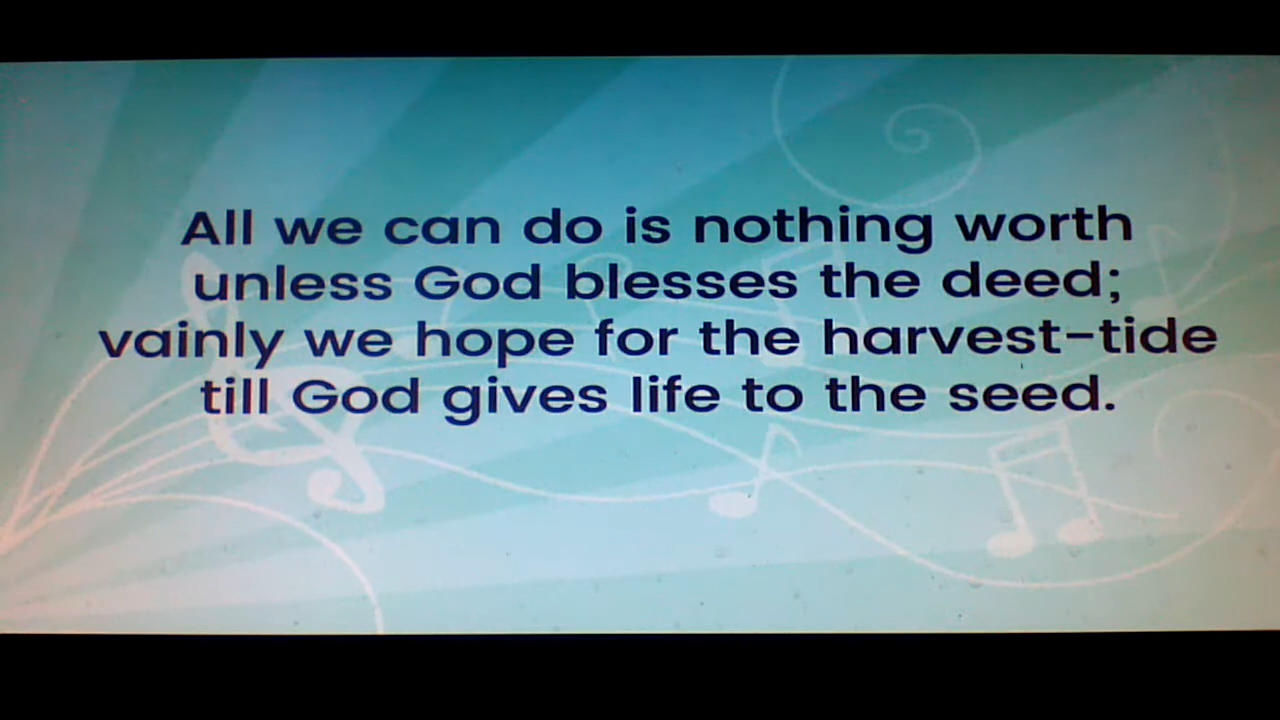 All we can do is nothing worth
unless God blesses the deed;
vainly we hope for the harvest-tide
till God gives life to the seed.